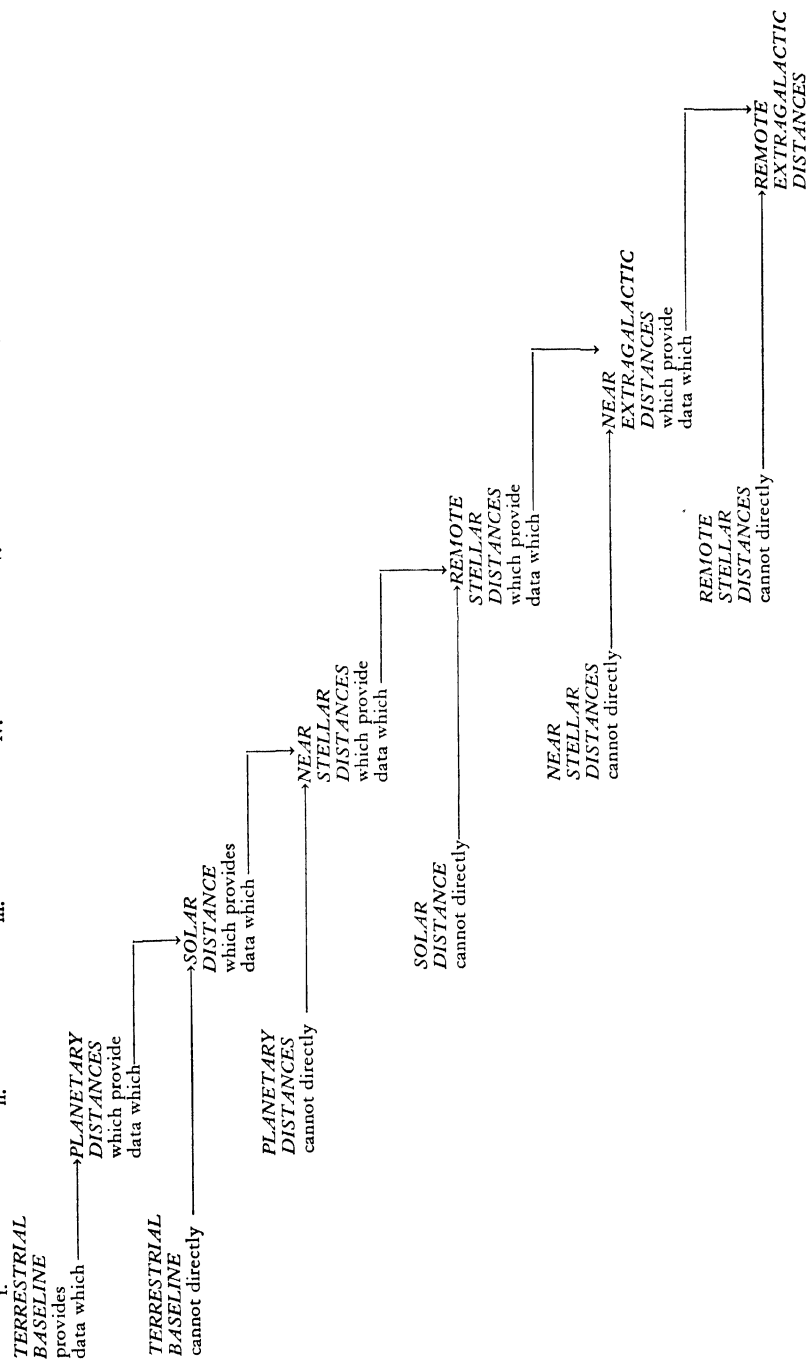 i.
ii.
iii.
TERRESTRIAL
BASELINE
provides
data which
PLANETARY
DISTANCES
which provide
data which
TERRESTRIAL
BASELINE
cannot directly
SOLAR
DISTANCE
which provides
data which
PLANETARY
DISTANCES
cannot directly
NEAR
STELLAR
DISTANCES
which provide
data which
SOLAR
DISTANCE
cannot directly
REMOTE
STELLAR
DISTANCES
which provide
data which
NEAR
STELLAR
DISTANCES
cannot directly
NEAR
EXTRAGALACTIC
DISTANCES
which provide
data which
REMOTE
STELLAR
DISTANCES
cannot directly
REMOTE
EXTRAGALACTIC
DISTANCES